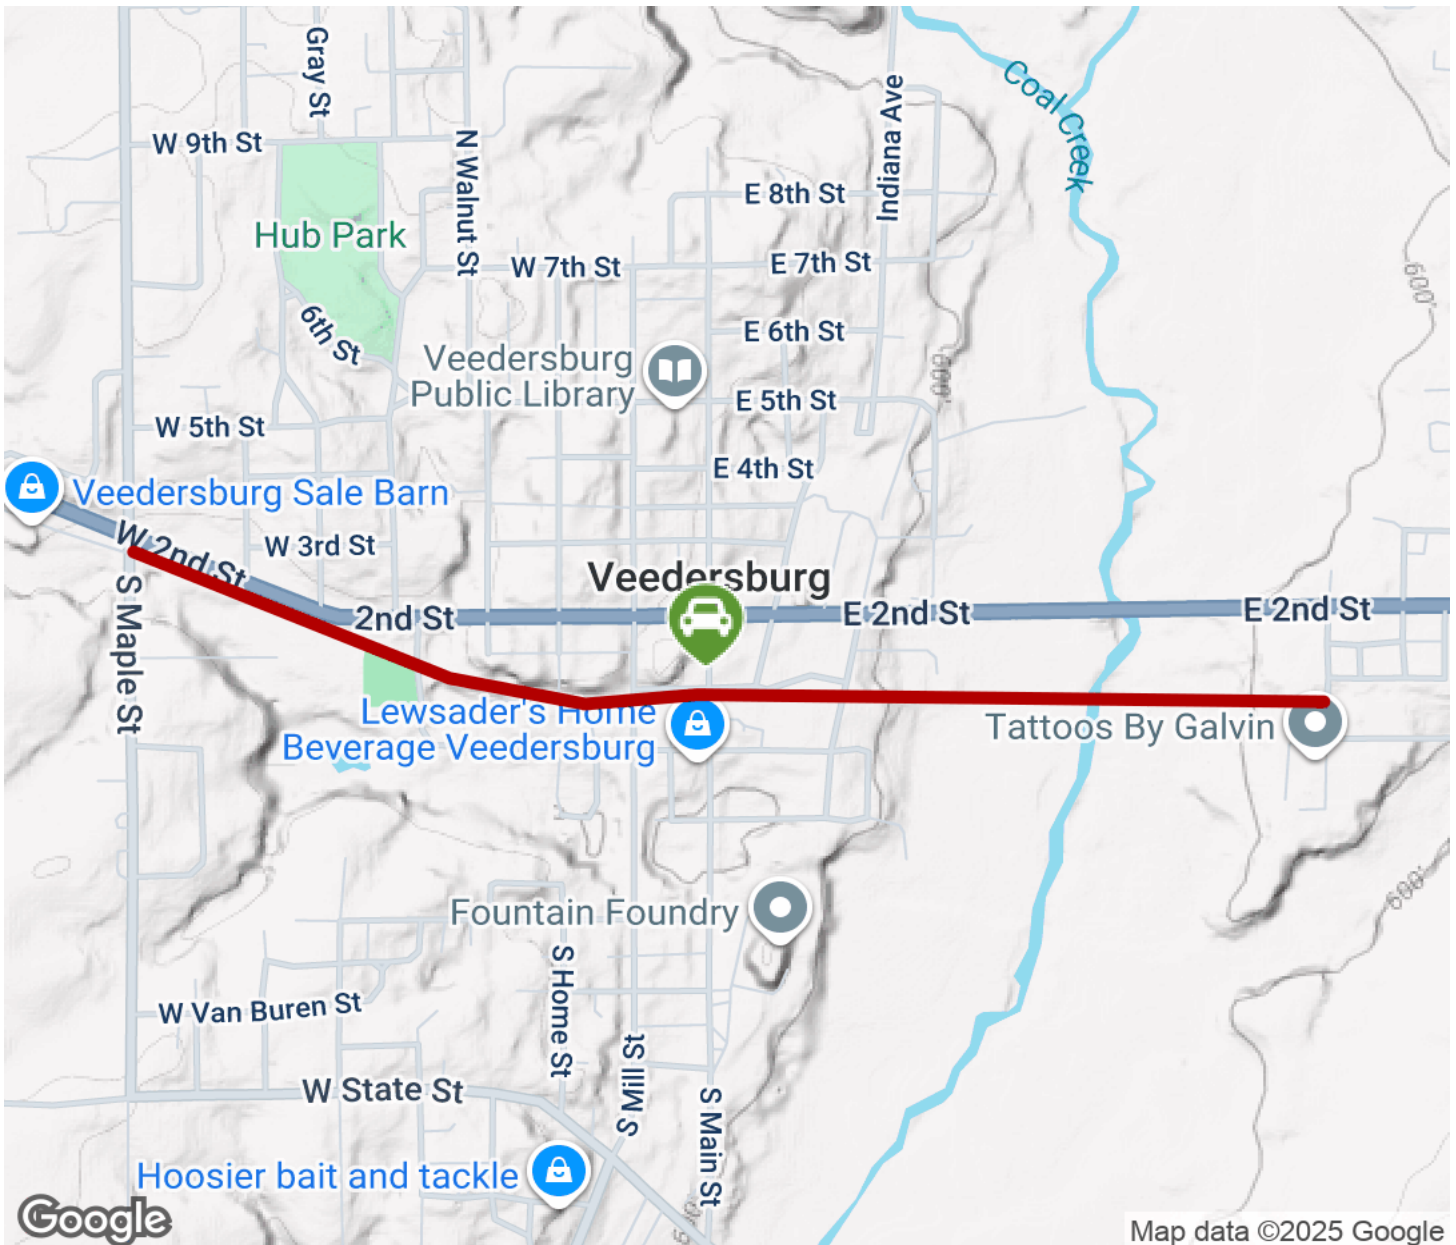 Gray St
Coal Creek
Indiana Ave
W 9th St
N Walnut St
E 8th St
Hub Park
W 7th St
E 7th St
600'
6th St
E 6th St
Veedersburg
Public Library
600'
E 5th St
W 5th St
E 4th St
Veedersburg Sale Barn
W 2nd St
W 3rd St
Veedersburg
S Maple St
2nd St
E 2nd St
E 2nd St
Lewsader's Home
Beverage Veedersburg
Tattoos By Galvin
600'
Fountain Foundry
S Home St
W Van Buren St
S Mill St
W State St
S Main St
Hoosier bait and tackle
Google
Map data ©2025 Google